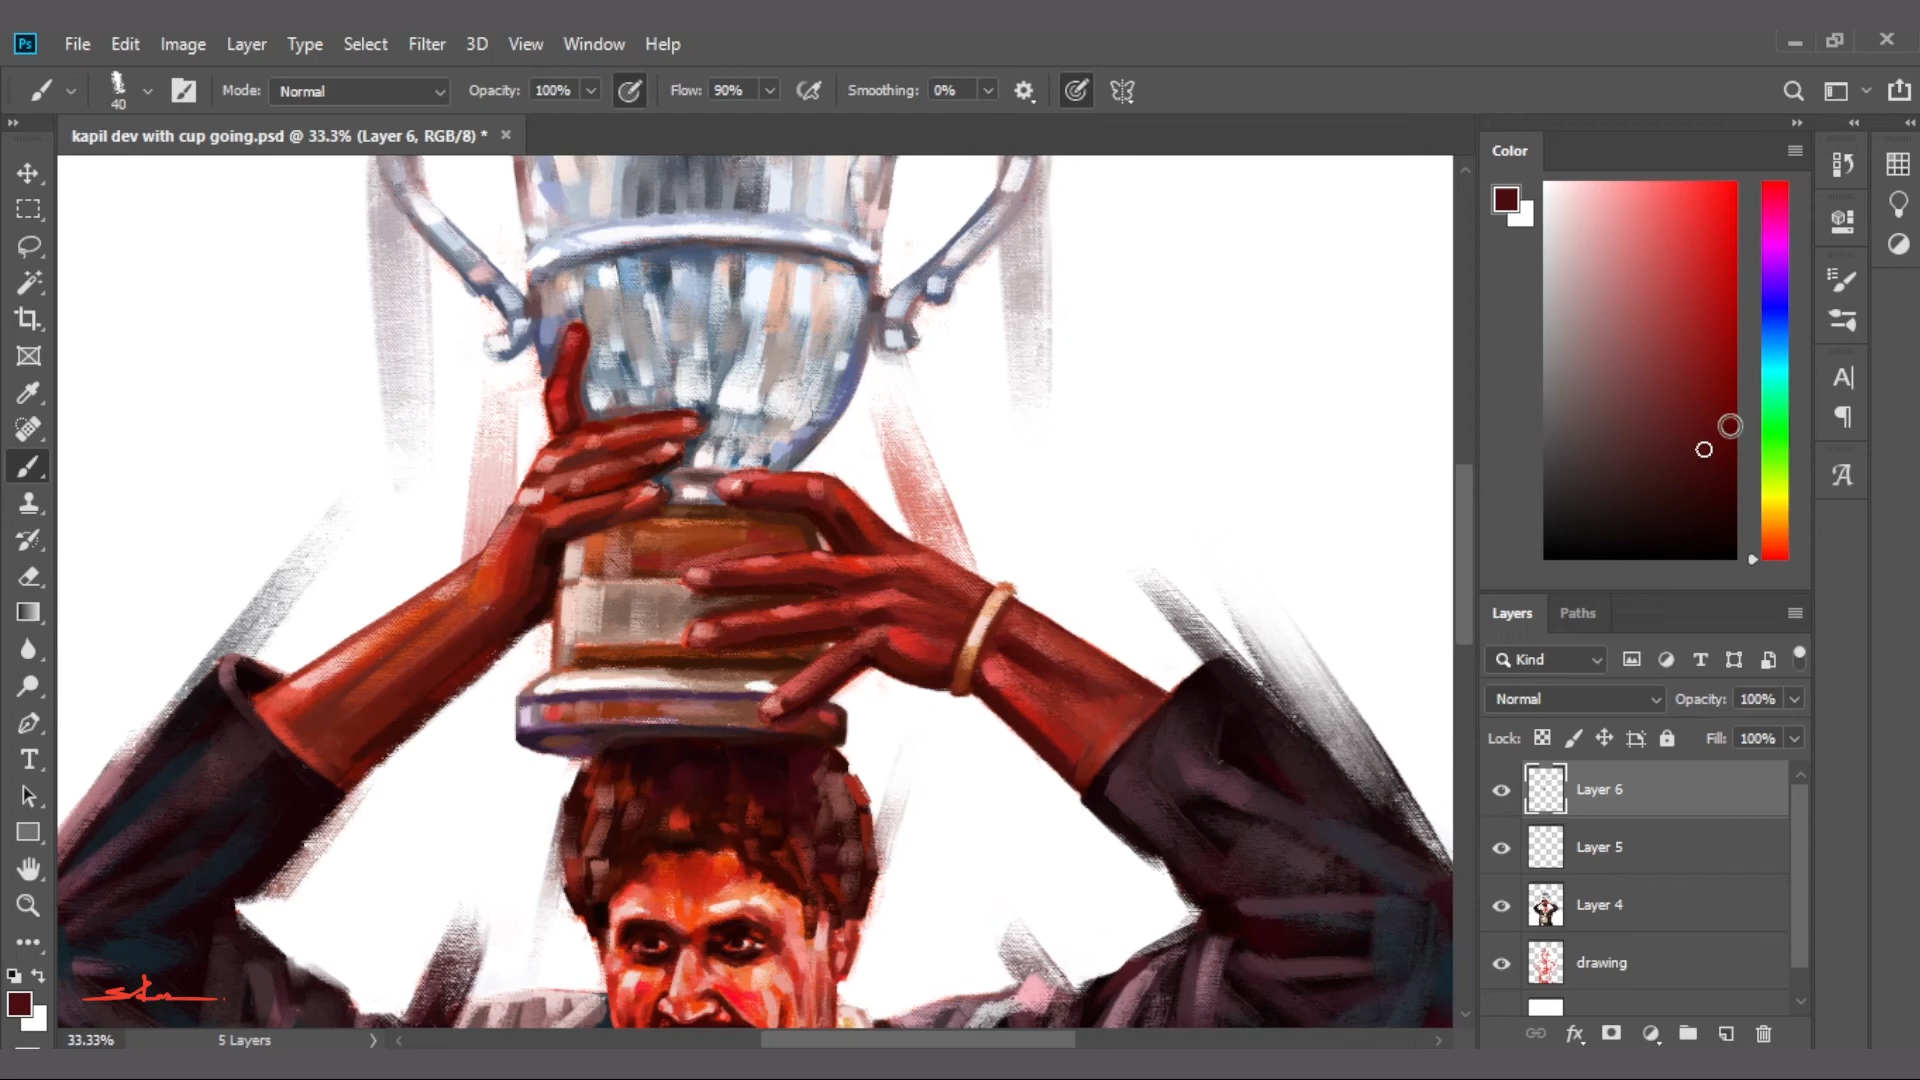 Ps File Edit Image Layer Type Select Filter 3D View Window Help
40 Mode: Normal Opacity: 100% Flow: 90% Smoothing: 0%
kapil dev with cup going.psd @ 33.3% (Layer 6, RGB/8) *
Color
Layers Paths
Kind
Normal Opacity: 100%
Lock: Fill: 100%
Layer 6
Layer 5
Layer 4
drawing
33.33% 5 Layers